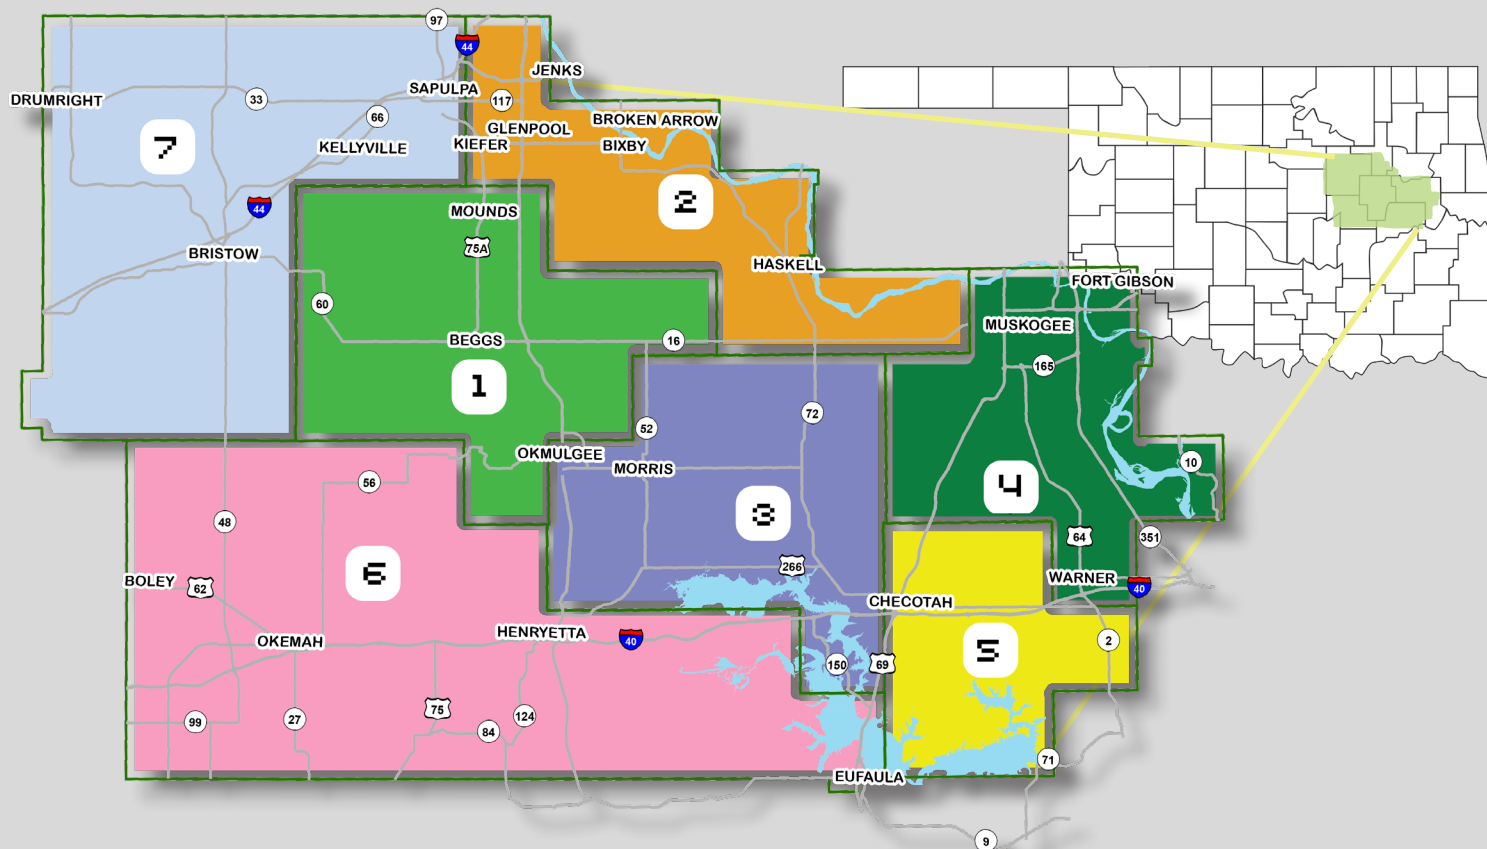 97
44
JENKS
SAPULPA
DRUMRIGHT
33
117
66
BROKEN ARROW
GLENPOOL
KIEFER
BIXBY
KELLYVILLE
7
2
44
MOUNDS
75A
BRISTOW
HASKELL
FORT GIBSON
60
MUSKOGEE
BEGGS
16
165
1
72
52
OKMULGEE
MORRIS
10
56
4
3
48
64
351
266
6
BOLEY
62
WARNER
40
CHECOTAH
HENRYETTA
OKEMAH
40
2
5
150
69
75
124
99
27
84
71
EUFAULA
9